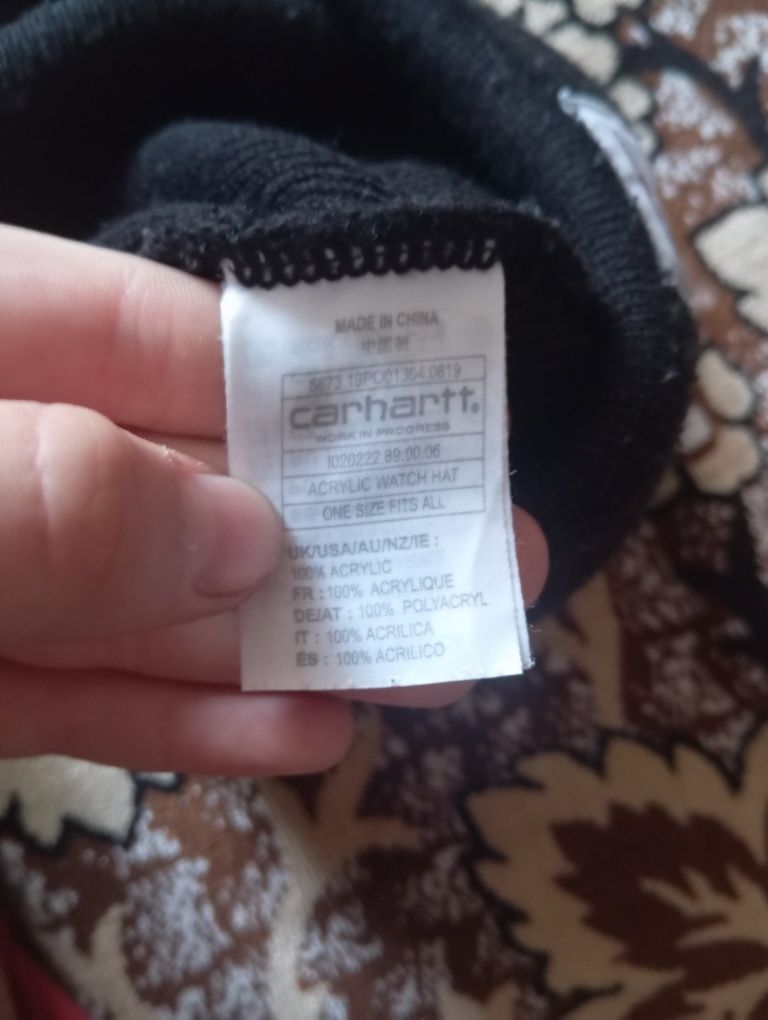 MADE IN CHINA
中国制
5673.19PO01364.0819
carhartt.
WORK IN PROGRESS
I020222.89.00.06
ACRYLIC WATCH HAT
ONE SIZE FITS ALL
UK/USA/AU/NZ/IE :
100% ACRYLIC
FR : 100% ACRYLIQUE
DE/AT : 100% POLYACRYL
IT : 100% ACRILICA
ES : 100% ACRILICO